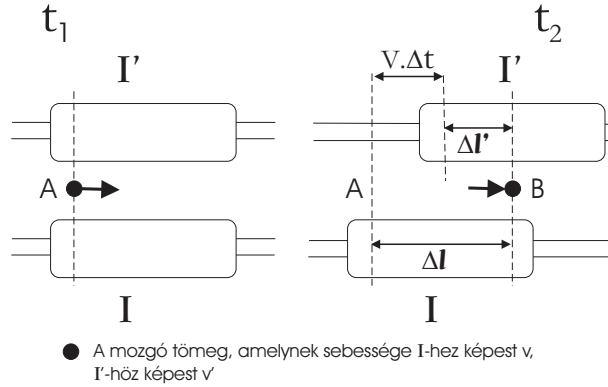 t₁
t₂
I'
V.Δt
I'
Δl'
A
A
B
Δl
I
I
A mozgó tömeg, amelynek sebessége I-hez képest v,
I'-höz képest v'